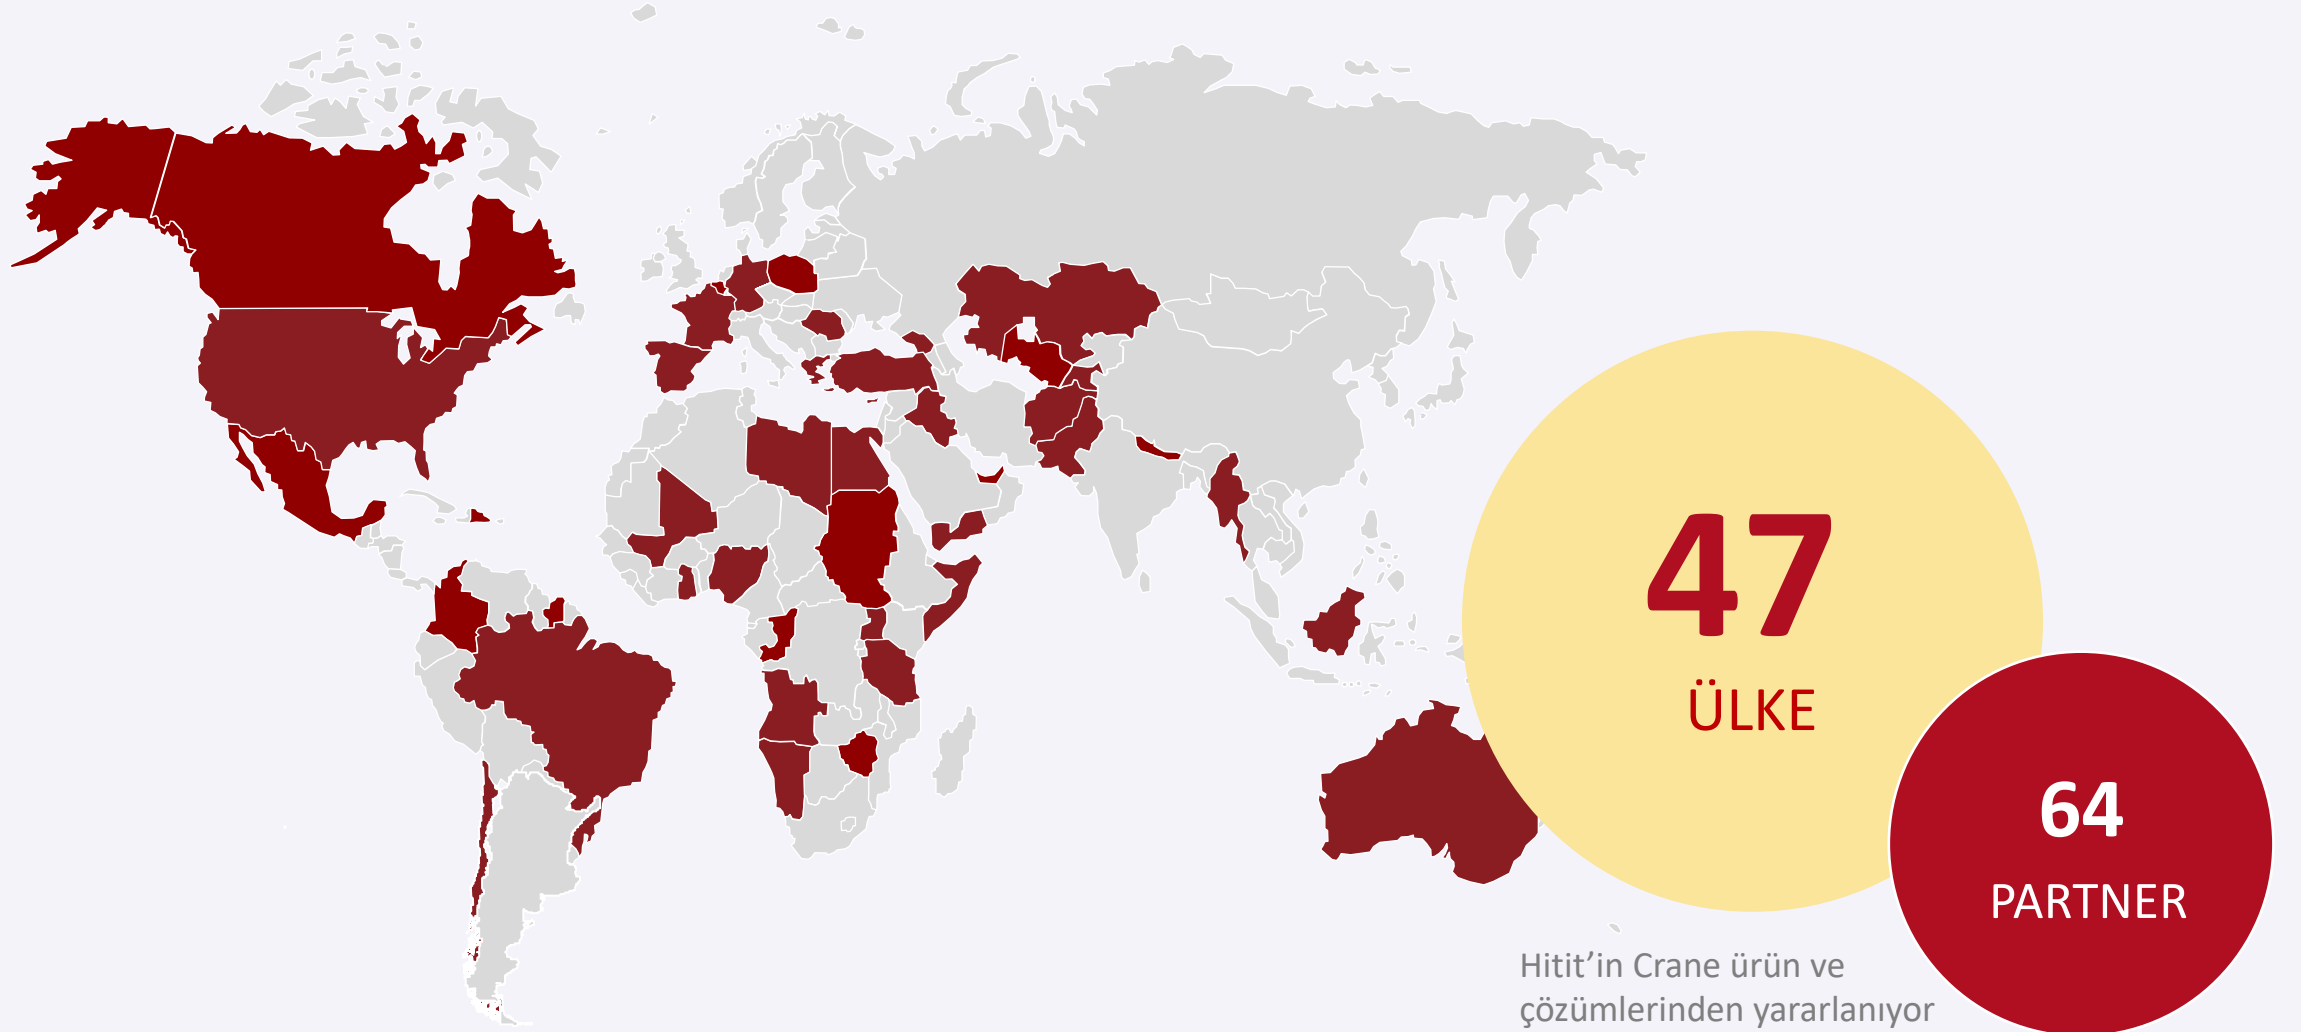 47
ÜLKE
64
PARTNER
Hitit’in Crane ürün ve
çözümlerinden yararlanıyor